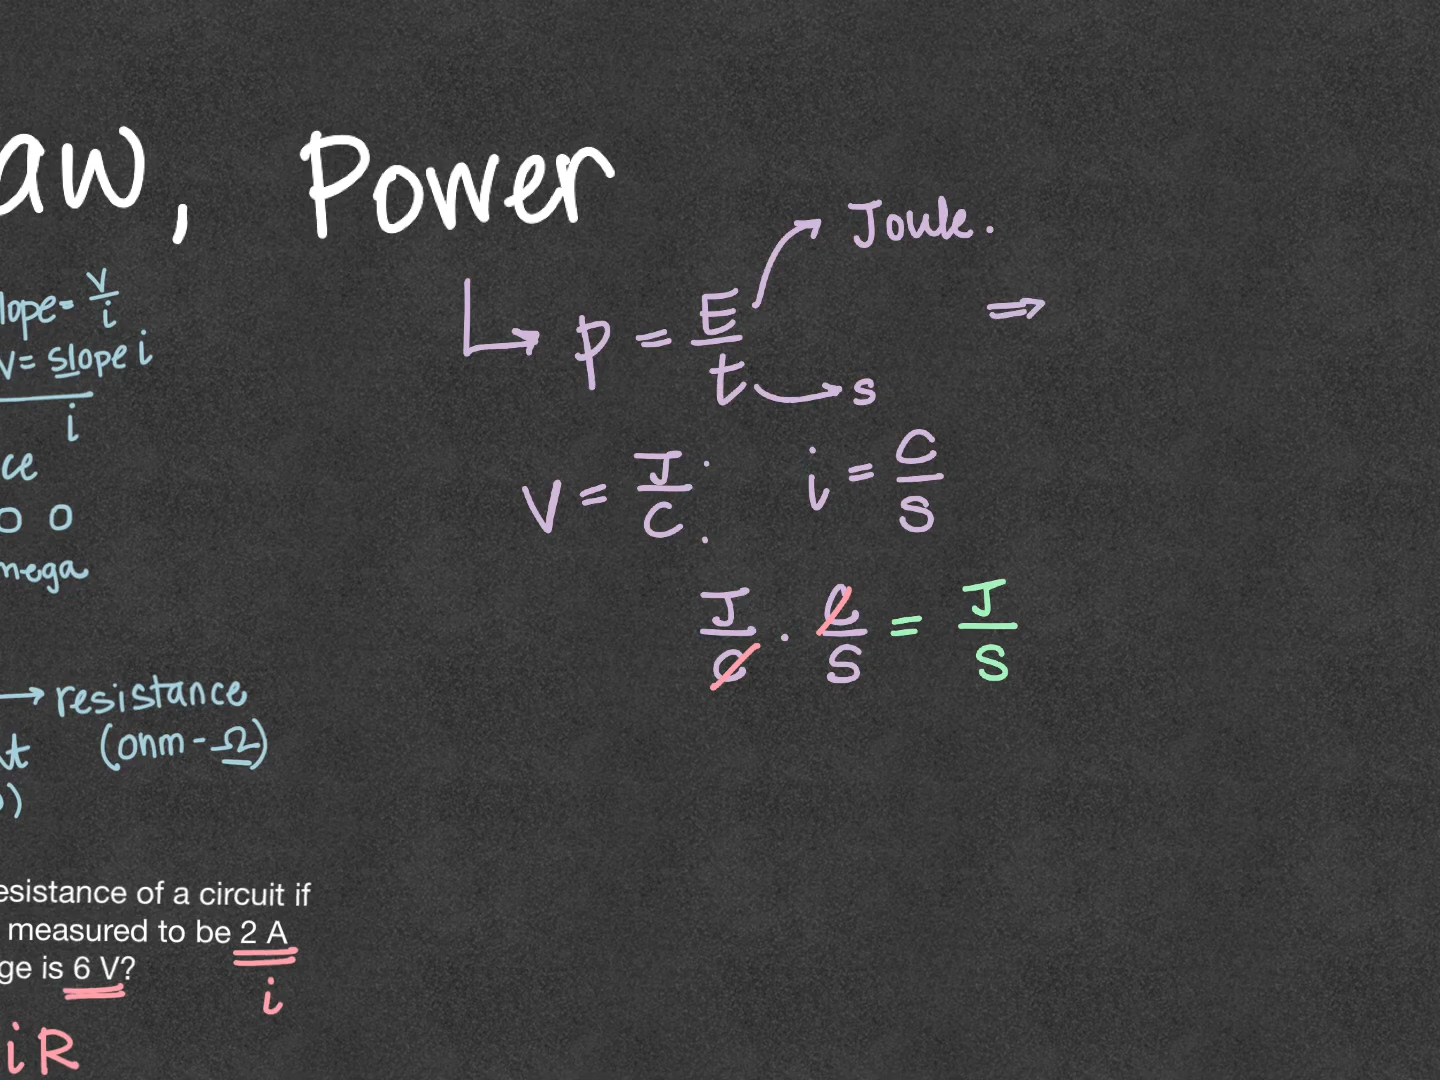 aw, Power
lope = v/i
V = slope i
i
ce
O O
mega
→ resistance
(ohm - Ω)
esistance of a circuit if
measured to be 2 A
ge is 6 V?
i
iR
Joule.
p = E/t ⇒
s
V = J/C i = C/S
J/C · C/S = J/S